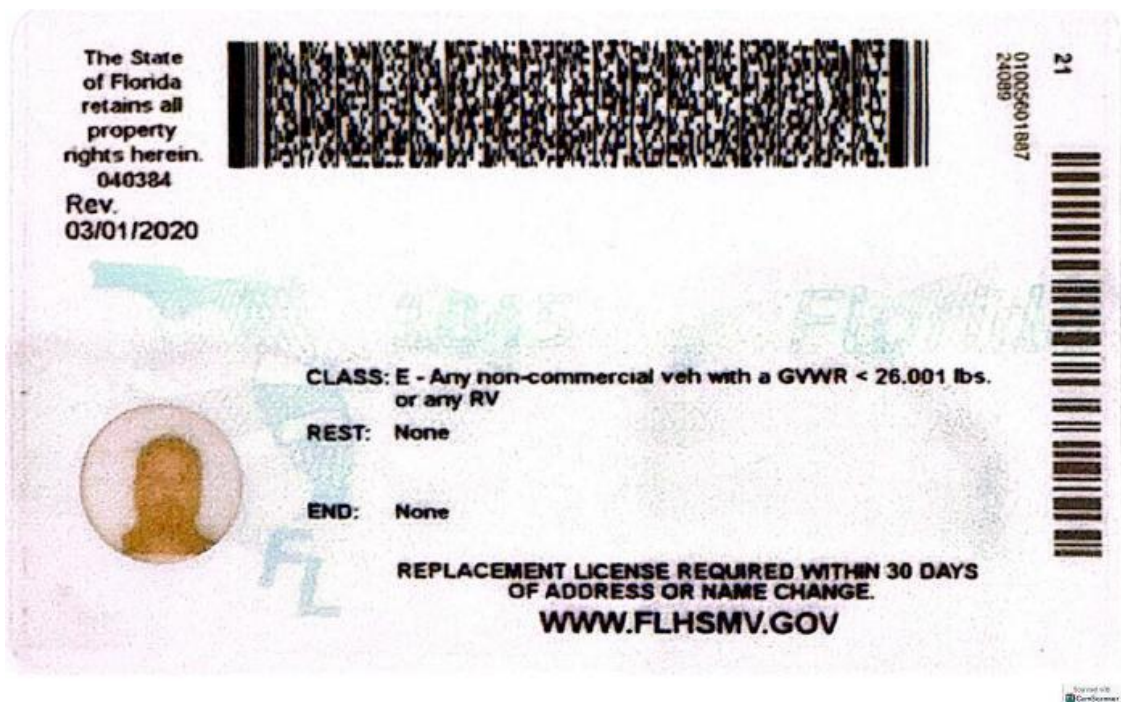 The State
of Florida
retains all
property
rights herein.
040384
Rev.
03/01/2020
01005601887
24089
21
Florida
CLASS: E - Any non-commercial veh with a GVWR < 26.001 lbs.
or any RV
REST: None
END: None
FL
REPLACEMENT LICENSE REQUIRED WITHIN 30 DAYS
OF ADDRESS OR NAME CHANGE.
WWW.FLHSMV.GOV
CamScanner